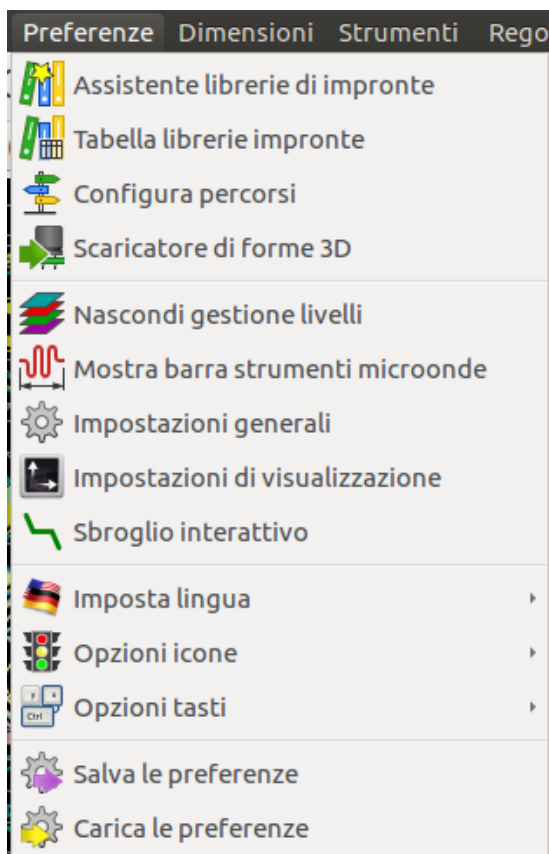 Preferenze Dimensioni Strumenti Rego
Assistente librerie di impronte
Tabella librerie impronte
Configura percorsi
Scaricatore di forme 3D
Nascondi gestione livelli
Mostra barra strumenti microonde
Impostazioni generali
Impostazioni di visualizzazione
Sbroglio interattivo
Imposta lingua
Opzioni icone
Opzioni tasti
Salva le preferenze
Carica le preferenze